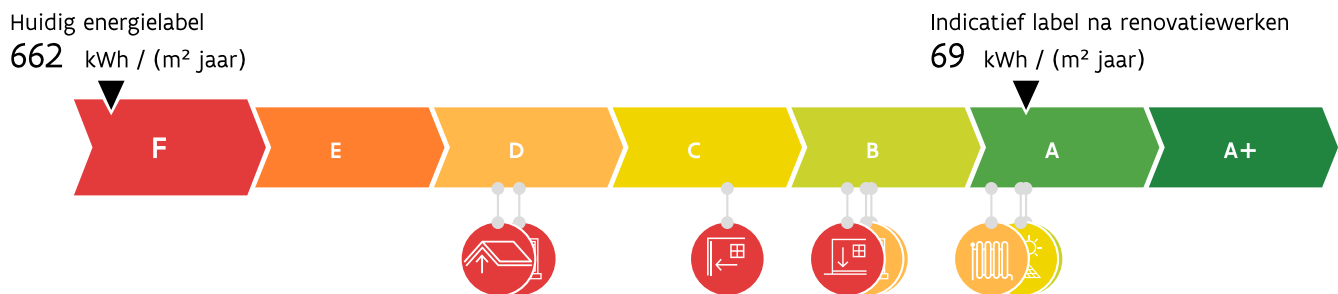 Huidig energielabel
662 kWh / (m² jaar)
Indicatief label na renovatiewerken
69 kWh / (m² jaar)
F E D C B A A+